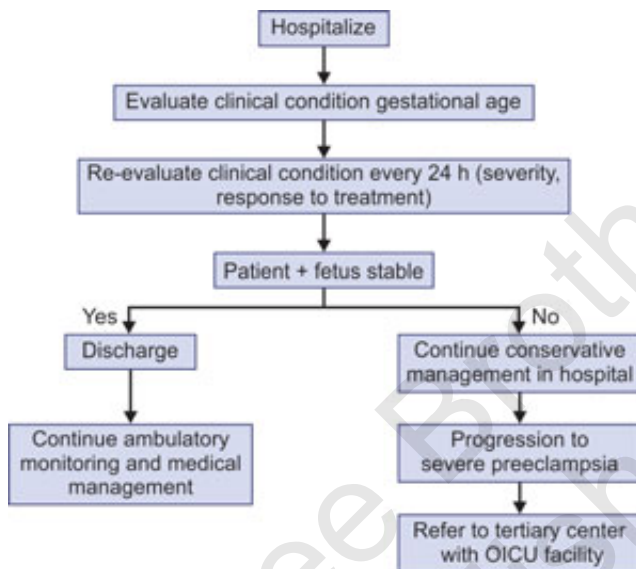 Hospitalize
Evaluate clinical condition gestational age
Re-evaluate clinical condition every 24 h (severity,
response to treatment)
Patient + fetus stable
Yes
No
Discharge
Continue conservative
management in hospital
Continue ambulatory
monitoring and medical
management
Progression to
severe preeclampsia
Refer to tertiary center
with OICU facility